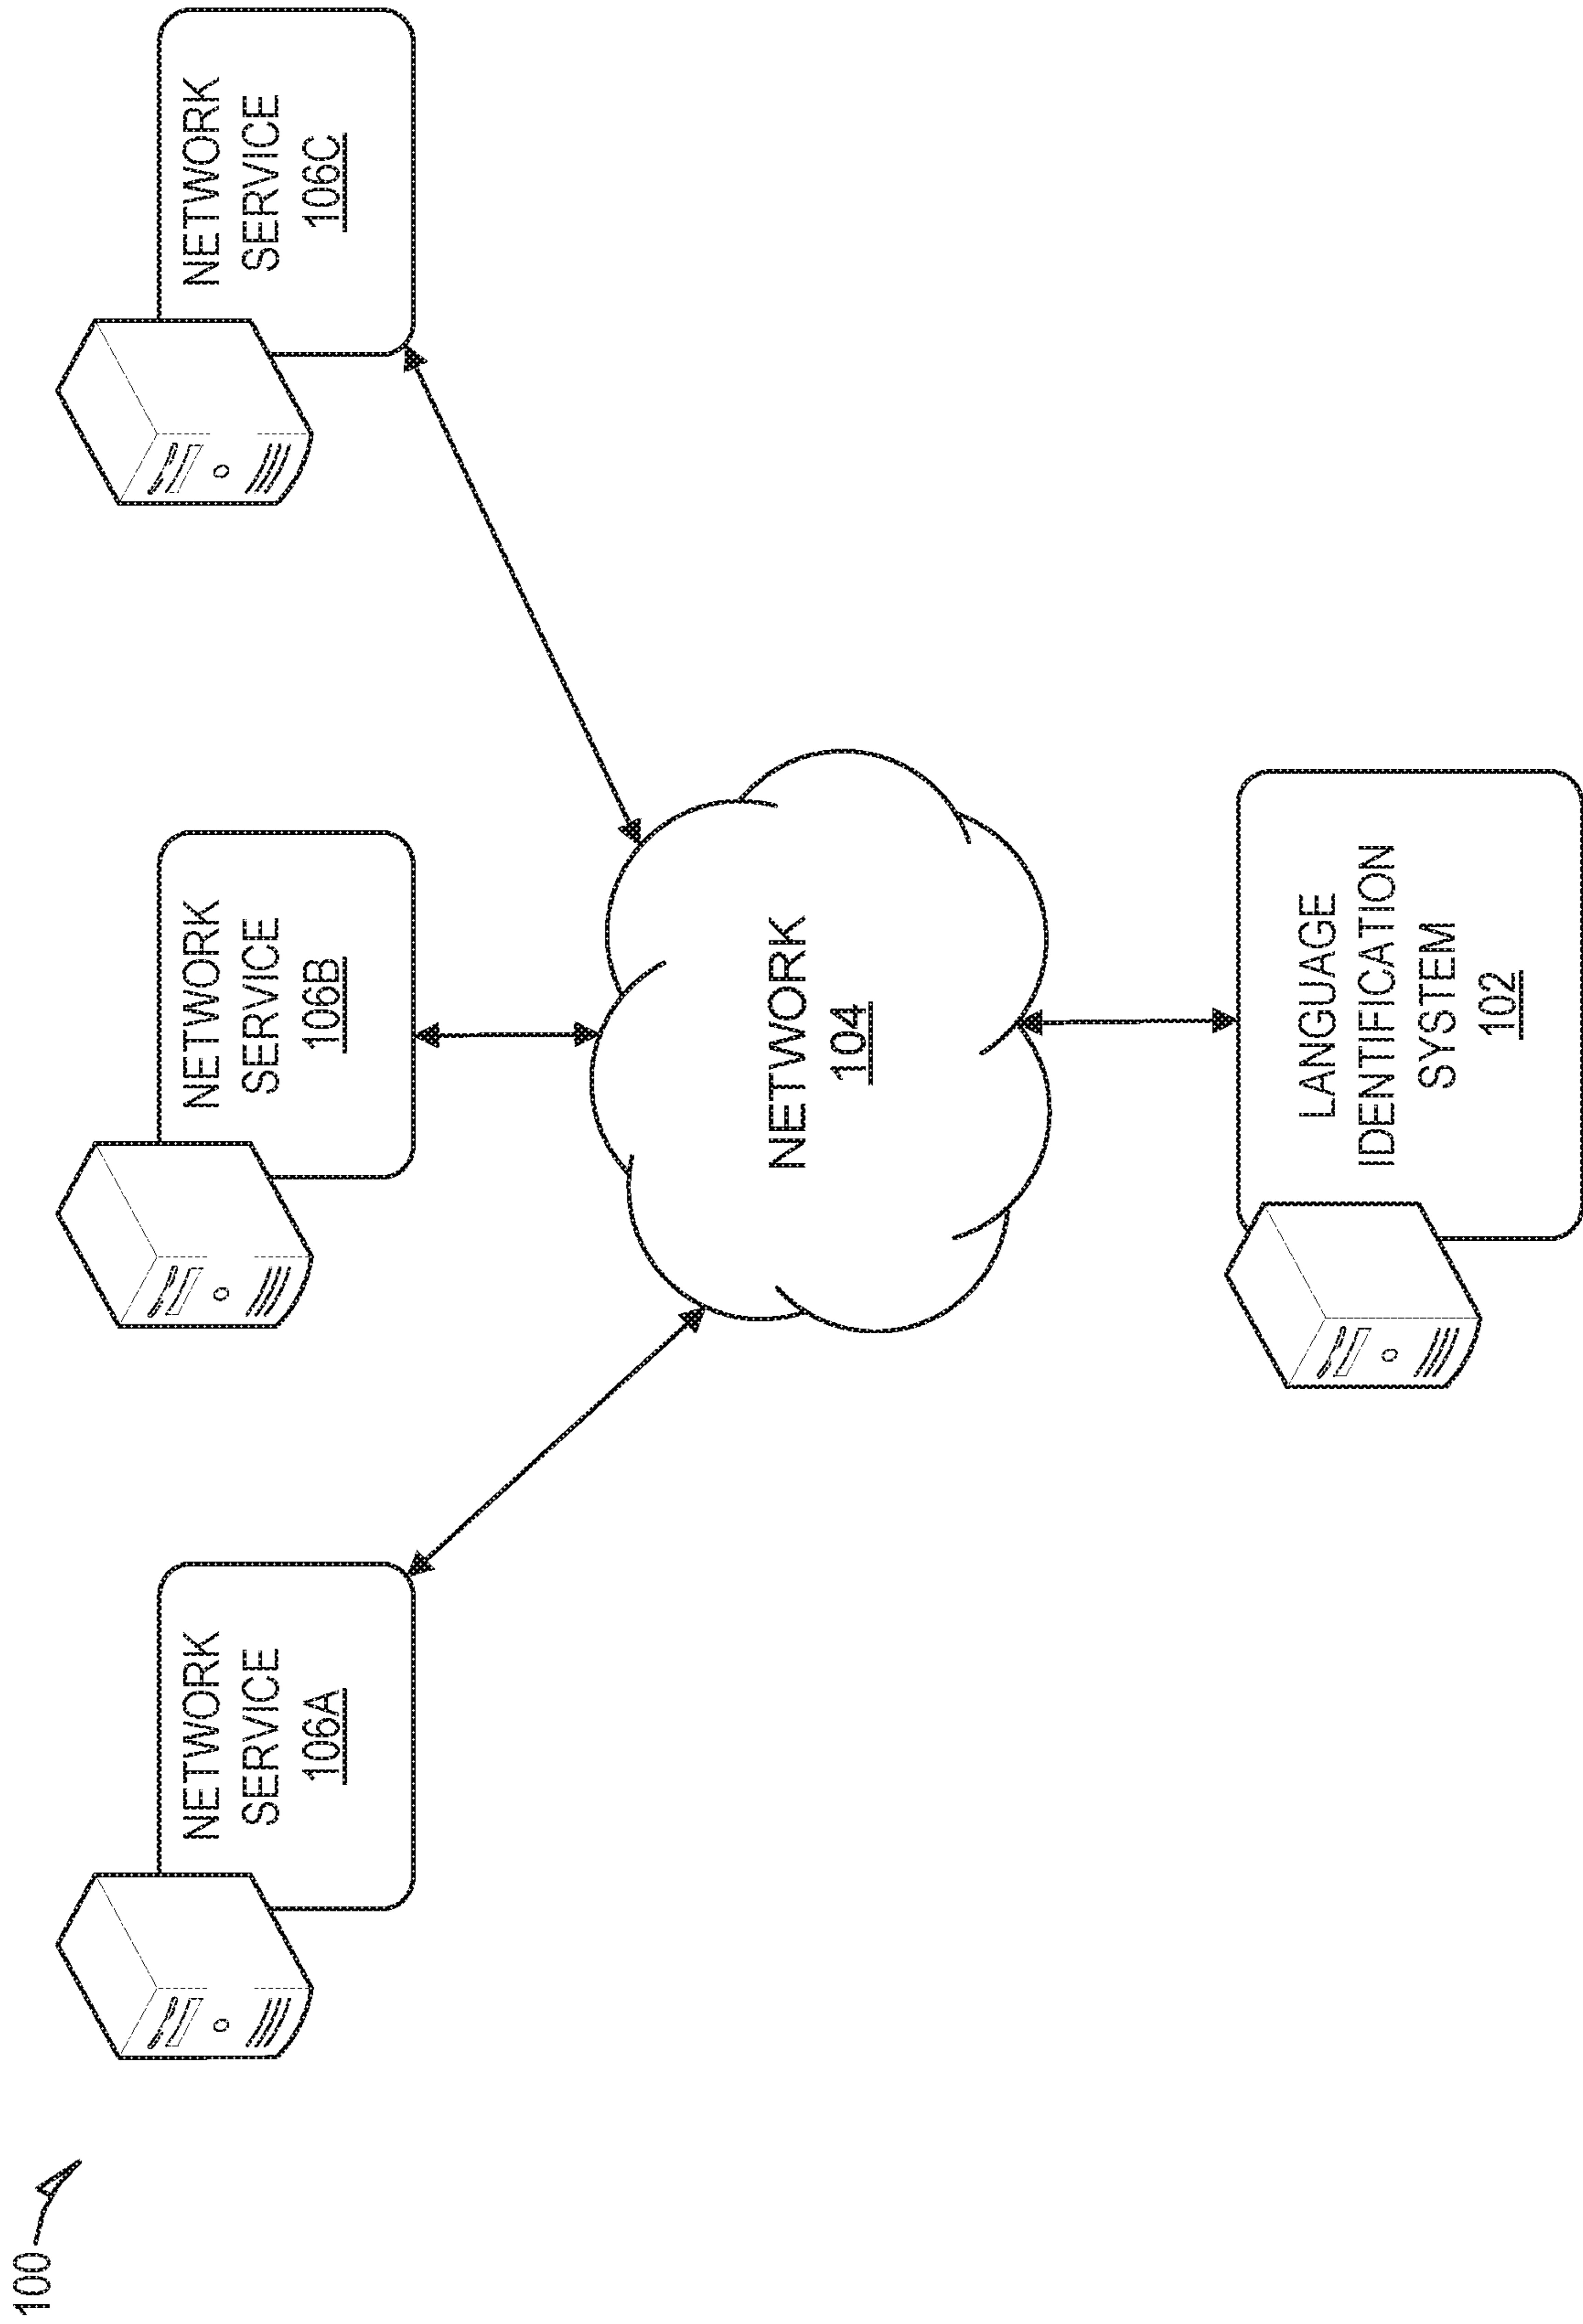 100
NETWORK
SERVICE
106A
NETWORK
SERVICE
106B
NETWORK
SERVICE
106C
NETWORK
104
LANGUAGE
IDENTIFICATION
SYSTEM
102